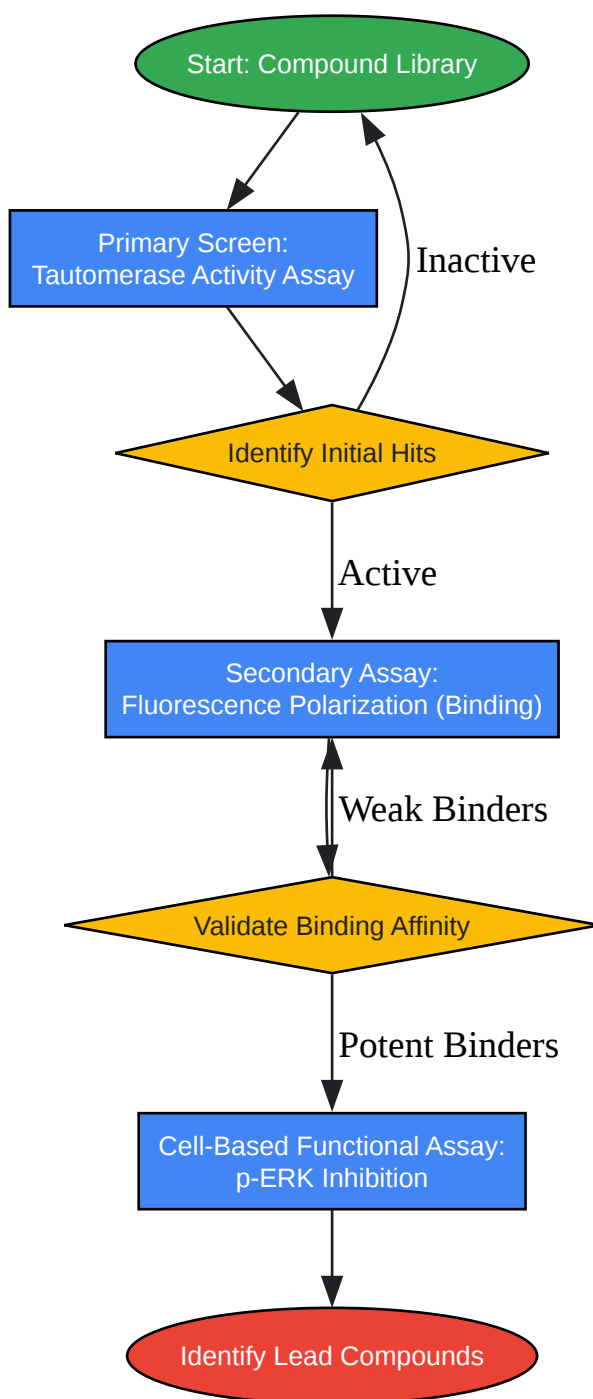 Start: Compound Library
Primary Screen:
Tautomerase Activity Assay
Inactive
Identify Initial Hits
Active
Secondary Assay:
Fluorescence Polarization (Binding)
Weak Binders
Validate Binding Affinity
Potent Binders
Cell-Based Functional Assay:
p-ERK Inhibition
Identify Lead Compounds